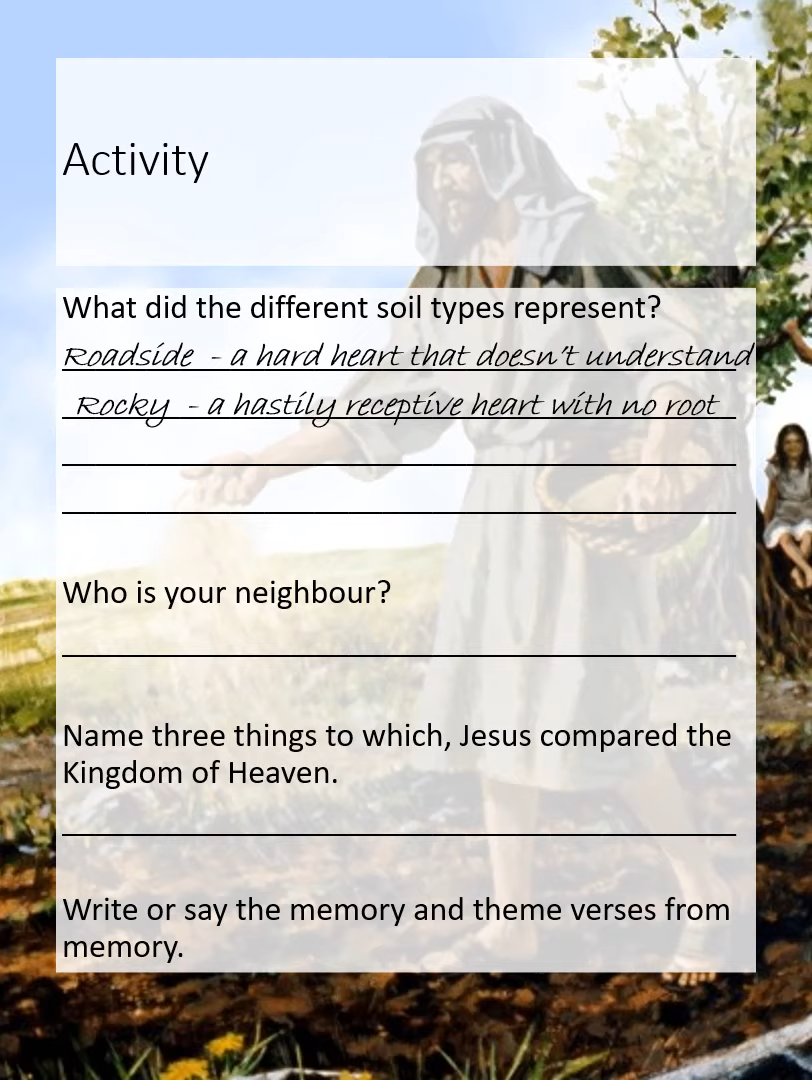 Activity
What did the different soil types represent?
Roadside - a hard heart that doesn't understand
Rocky - a hastily receptive heart with no root
Who is your neighbour?
Name three things to which, Jesus compared the
Kingdom of Heaven.
Write or say the memory and theme verses from
memory.